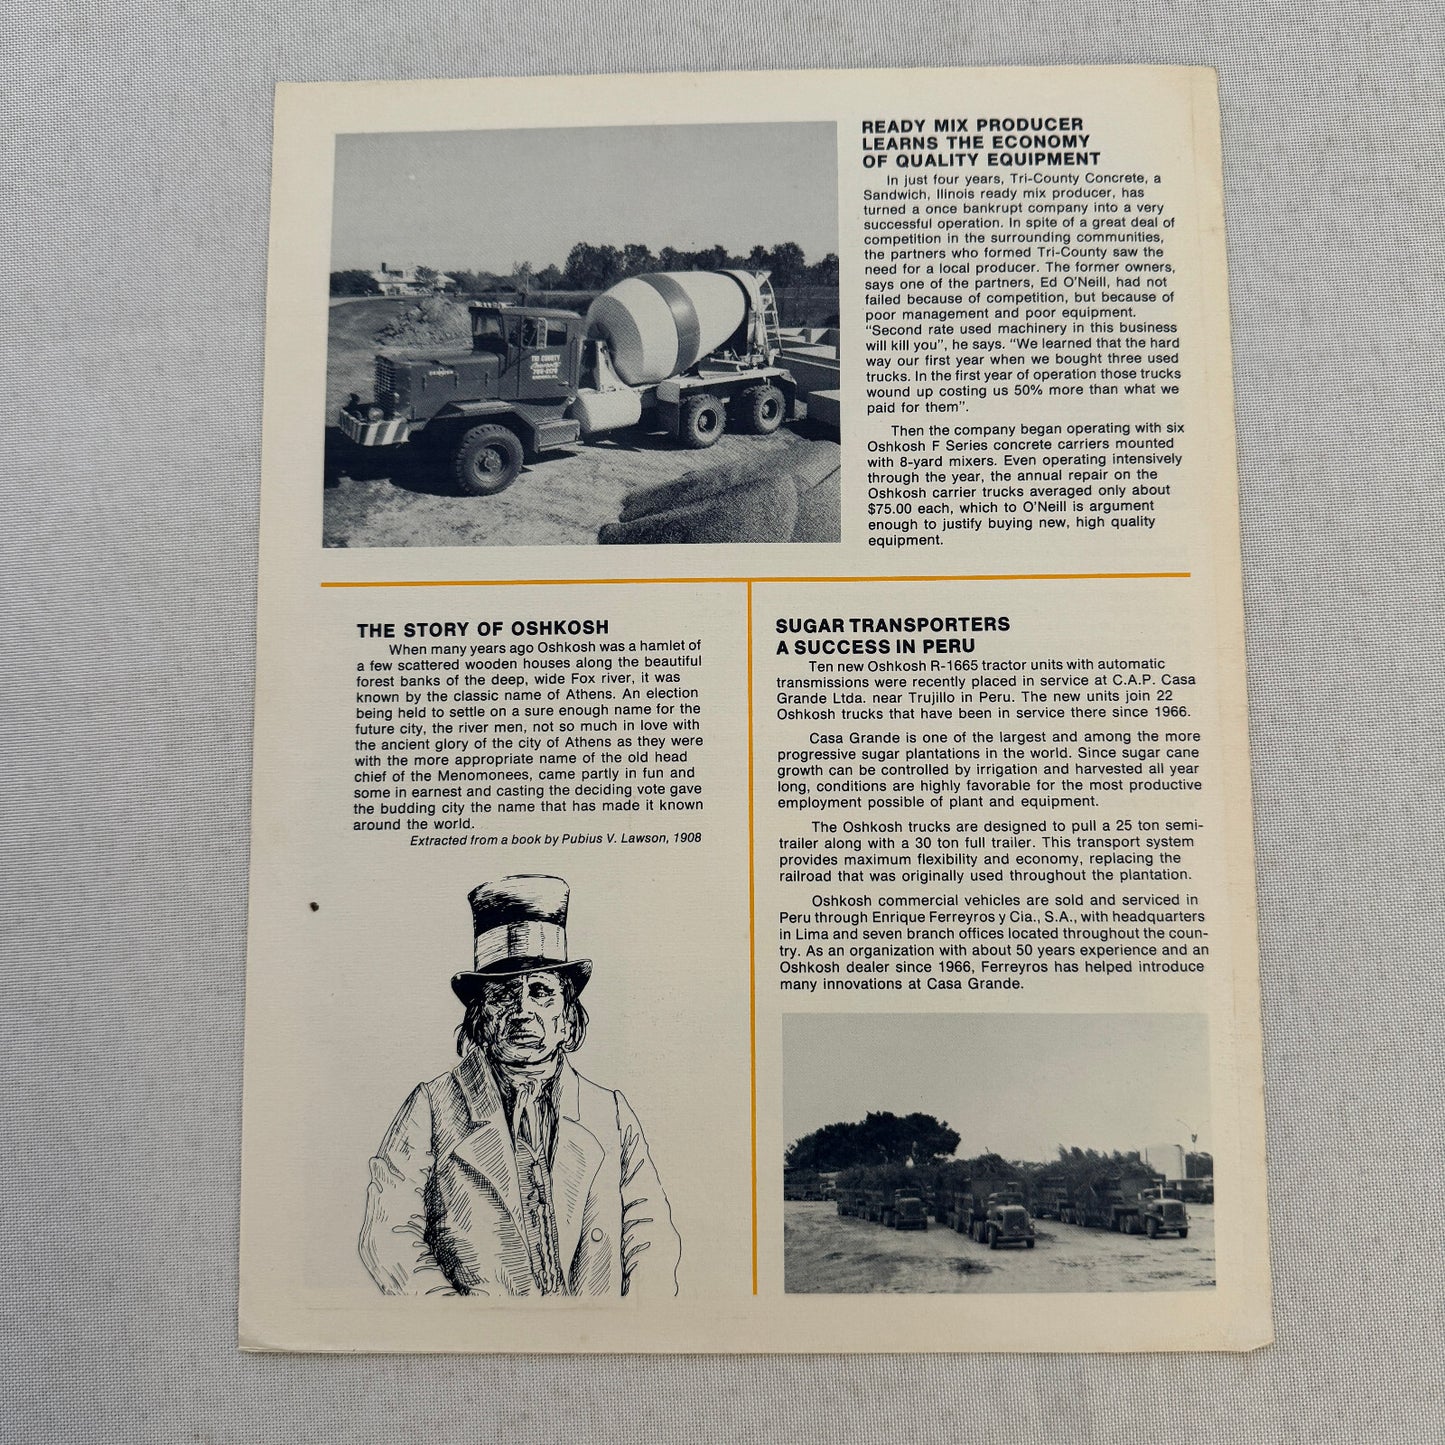 READY MIX PRODUCER
LEARNS THE ECONOMY
OF QUALITY EQUIPMENT
In just four years, Tri-County Concrete, a
Sandwich, Illinois ready mix producer, has
turned a once bankrupt company into a very
successful operation. In spite of a great deal of
competition in the surrounding communities,
the partners who formed Tri-County saw the
need for a local producer. The former owners,
says one of the partners, Ed O'Neill, had not
failed because of competition, but because of
poor management and poor equipment.
"Second rate used machinery in this business
will kill you", he says. "We learned that the hard
way our first year when we bought three used
trucks. In the first year of operation those trucks
wound up costing us 50% more than what we
paid for them".
Then the company began operating with six
Oshkosh F Series concrete carriers mounted
with 8-yard mixers. Even operating intensively
through the year, the annual repair on the
Oshkosh carrier trucks averaged only about
$75.00 each, which to O'Neill is argument
enough to justify buying new, high quality
equipment.
TRI COUNTY
Concrete
OSHKOSH
THE STORY OF OSHKOSH
When many years ago Oshkosh was a hamlet of
a few scattered wooden houses along the beautiful
forest banks of the deep, wide Fox river, it was
known by the classic name of Athens. An election
being held to settle on a sure enough name for the
future city, the river men, not so much in love with
the ancient glory of the city of Athens as they were
with the more appropriate name of the old head
chief of the Menomonees, came partly in fun and
some in earnest and casting the deciding vote gave
the budding city the name that has made it known
around the world.
Extracted from a book by Pubius V. Lawson, 1908
SUGAR TRANSPORTERS
A SUCCESS IN PERU
Ten new Oshkosh R-1665 tractor units with automatic
transmissions were recently placed in service at C.A.P. Casa
Grande Ltda. near Trujillo in Peru. The new units join 22
Oshkosh trucks that have been in service there since 1966.
Casa Grande is one of the largest and among the more
progressive sugar plantations in the world. Since sugar cane
growth can be controlled by irrigation and harvested all year
long, conditions are highly favorable for the most productive
employment possible of plant and equipment.
The Oshkosh trucks are designed to pull a 25 ton semi-
trailer along with a 30 ton full trailer. This transport system
provides maximum flexibility and economy, replacing the
railroad that was originally used throughout the plantation.
Oshkosh commercial vehicles are sold and serviced in
Peru through Enrique Ferreyros y Cia., S.A., with headquarters
in Lima and seven branch offices located throughout the coun-
try. As an organization with about 50 years experience and an
Oshkosh dealer since 1966, Ferreyros has helped introduce
many innovations at Casa Grande.